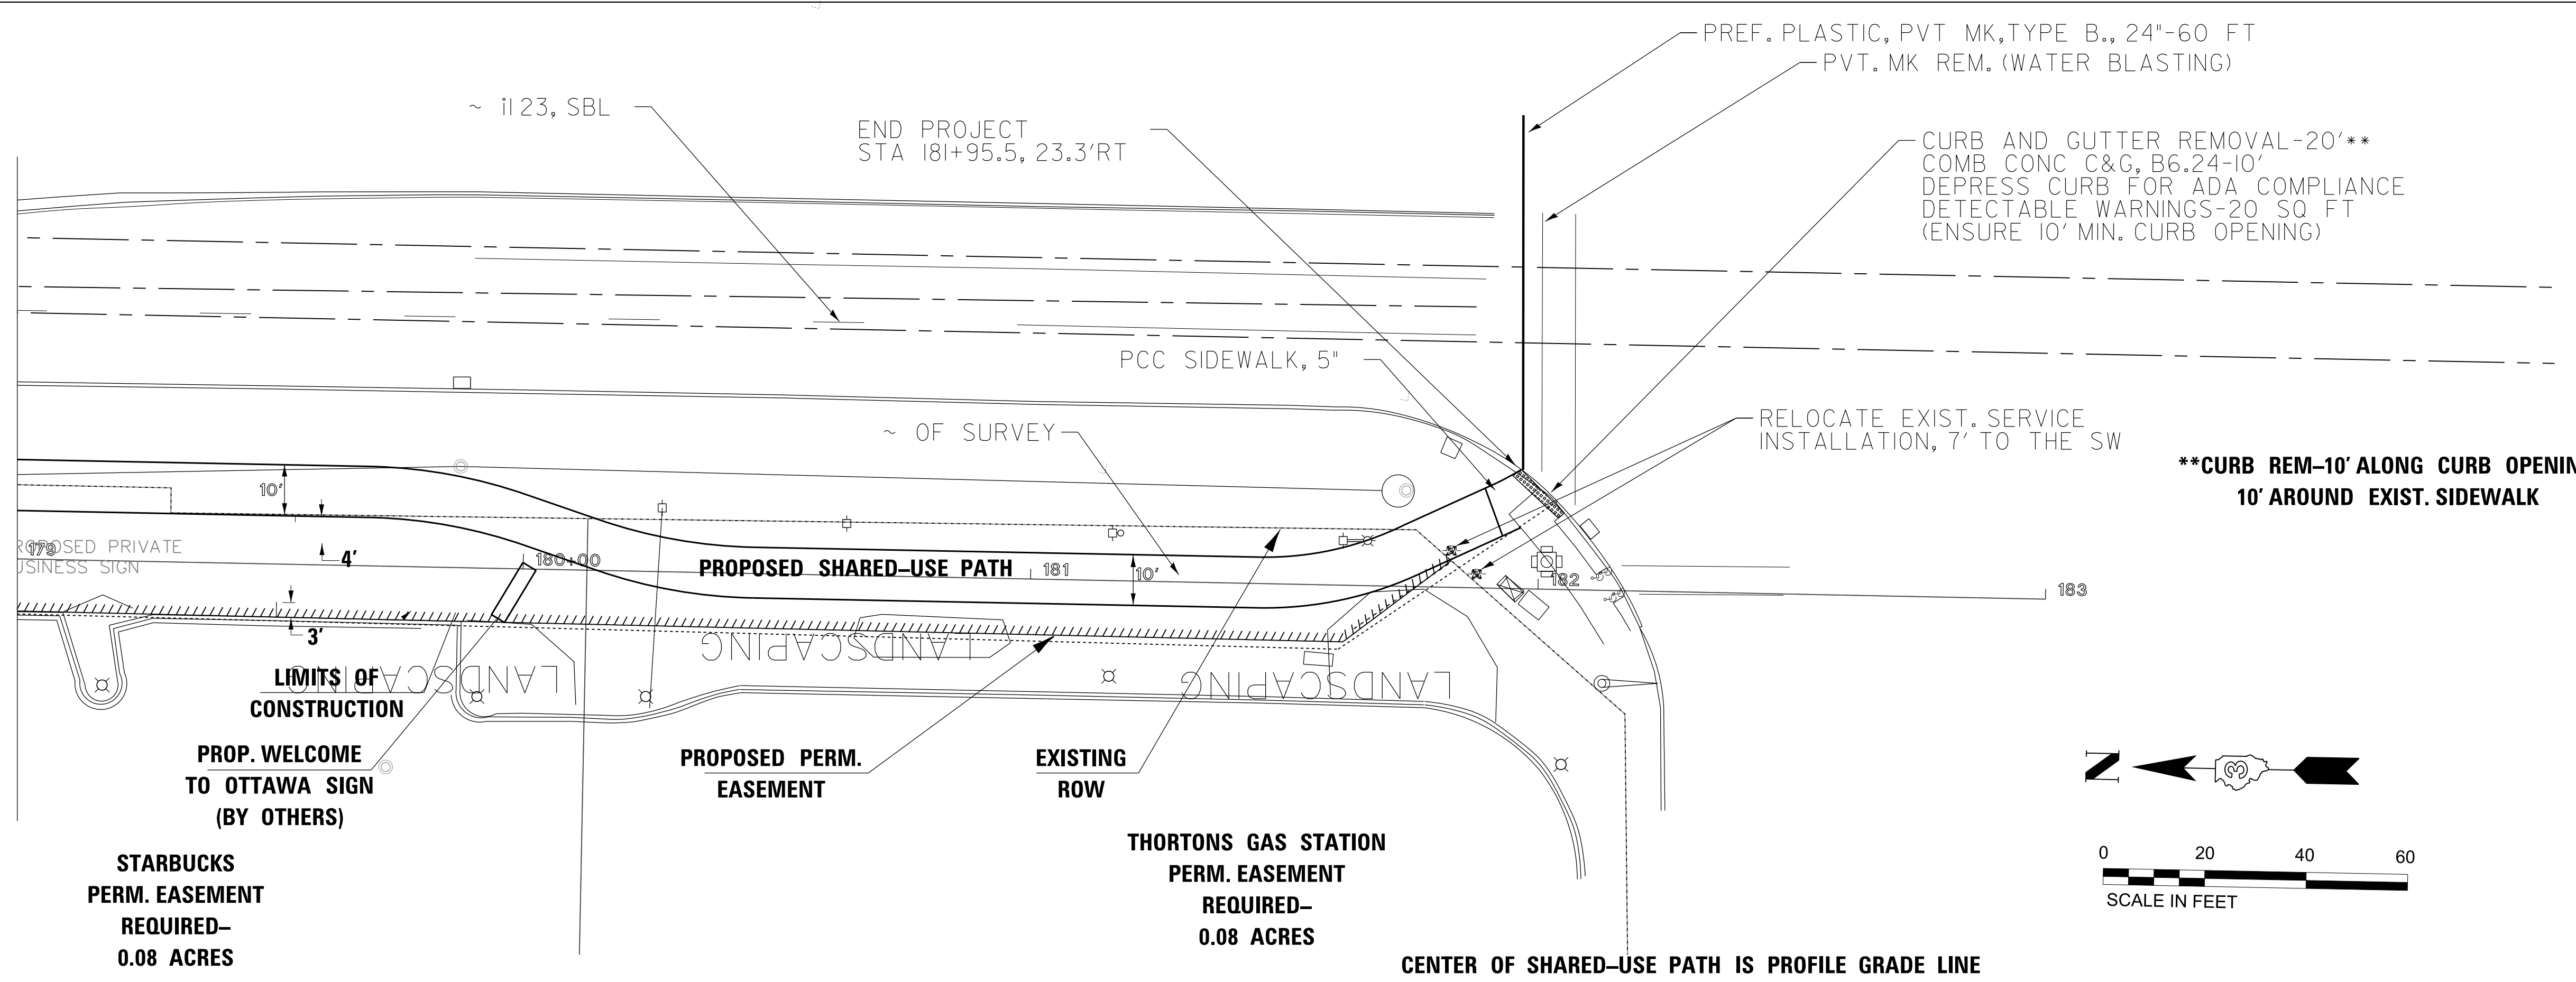 PREF. PLASTIC, PVT MK, TYPE B., 24"-60 FT
PVT. MK REM. (WATER BLASTING)
~ il 23, SBL
END PROJECT
STA 181+95.5, 23.3' RT
CURB AND GUTTER REMOVAL-20'**
COMB CONC C&G, B6.24-10'
DEPRESS CURB FOR ADA COMPLIANCE
DETECTABLE WARNINGS-20 SQ FT
(ENSURE 10' MIN. CURB OPENING)
PCC SIDEWALK, 5"
~ OF SURVEY
RELOCATE EXIST. SERVICE
INSTALLATION, 7' TO THE SW
**CURB REM–10' ALONG CURB OPENIN
10' AROUND EXIST. SIDEWALK
10'
ROPOSED PRIVATE
179
USINESS SIGN
4'
180+00
PROPOSED SHARED–USE PATH
181
10'
182
183
3'
LANDSCAPING
LANDSCAPING
LANDSCAPING
LIMITS OF
CONSTRUCTION
PROP. WELCOME
TO OTTAWA SIGN
(BY OTHERS)
PROPOSED PERM.
EASEMENT
EXISTING
ROW
STARBUCKS
PERM. EASEMENT
REQUIRED–
0.08 ACRES
THORTONS GAS STATION
PERM. EASEMENT
REQUIRED–
0.08 ACRES
N
3
0 20 40 60
SCALE IN FEET
CENTER OF SHARED–USE PATH IS PROFILE GRADE LINE